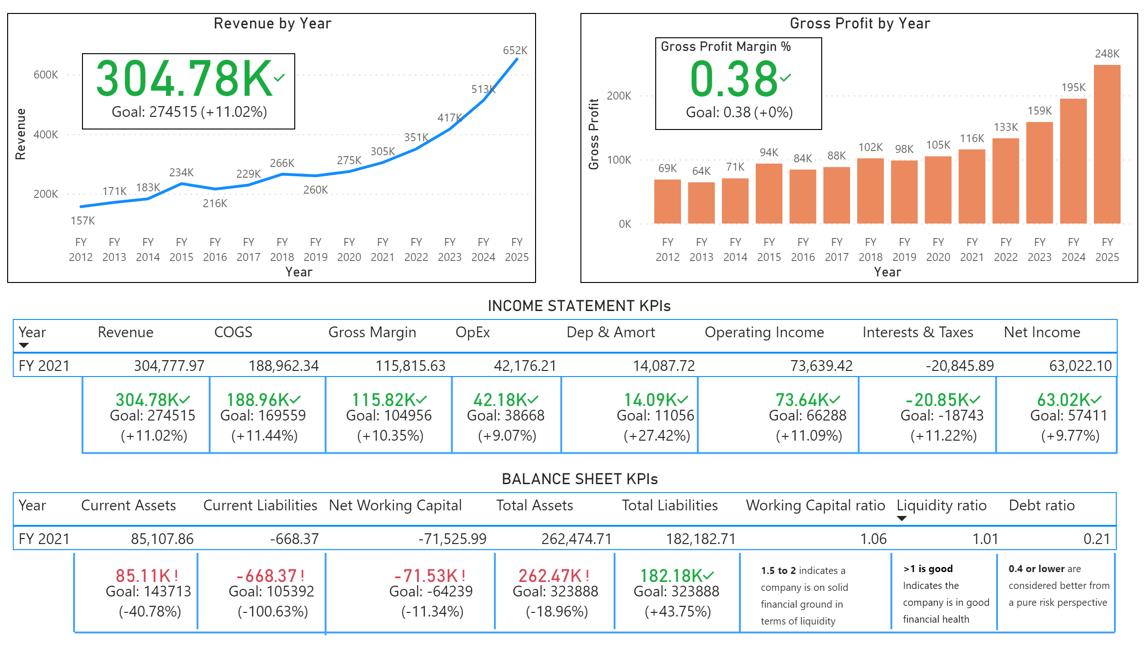 Revenue by Year
304.78K
Goal: 274515 (+11.02%)
Revenue
600K
400K
200K
157K
171K
183K
234K
216K
229K
266K
260K
275K
305K
351K
417K
513K
652K
FY 2012
FY 2013
FY 2014
FY 2015
FY 2016
FY 2017
FY 2018
FY 2019
FY 2020
FY 2021
FY 2022
FY 2023
FY 2024
FY 2025
Year
Gross Profit by Year
Gross Profit Margin %
0.38
Goal: 0.38 (+0%)
Gross Profit
200K
100K
0K
69K
64K
71K
94K
84K
88K
102K
98K
105K
116K
133K
159K
195K
248K
FY 2012
FY 2013
FY 2014
FY 2015
FY 2016
FY 2017
FY 2018
FY 2019
FY 2020
FY 2021
FY 2022
FY 2023
FY 2024
FY 2025
Year
INCOME STATEMENT KPIs
Year Revenue COGS Gross Margin OpEx Dep & Amort Operating Income Interests & Taxes Net Income
FY 2021 304,777.97 188,962.34 115,815.63 42,176.21 14,087.72 73,639.42 -20,845.89 63,022.10
304.78K 188.96K 115.82K 42.18K 14.09K 73.64K -20.85K 63.02K
Goal: 274515 Goal: 169559 Goal: 104956 Goal: 38668 Goal: 11056 Goal: 66288 Goal: -18743 Goal: 57411
(+11.02%) (+11.44%) (+10.35%) (+9.07%) (+27.42%) (+11.09%) (+11.22%) (+9.77%)
BALANCE SHEET KPIs
Year Current Assets Current Liabilities Net Working Capital Total Assets Total Liabilities Working Capital ratio Liquidity ratio Debt ratio
FY 2021 85,107.86 -668.37 -71,525.99 262,474.71 182,182.71 1.06 1.01 0.21
85.11K ! -668.37 ! -71.53K ! 262.47K ! 182.18K
Goal: 143713 Goal: 105392 Goal: -64239 Goal: 323888 Goal: 323888
(-40.78%) (-100.63%) (-11.34%) (-18.96%) (+43.75%)
1.5 to 2 indicates a
company is on solid
financial ground in
terms of liquidity
>1 is good
Indicates the
company is in good
financial health
0.4 or lower are
considered better from
a pure risk perspective